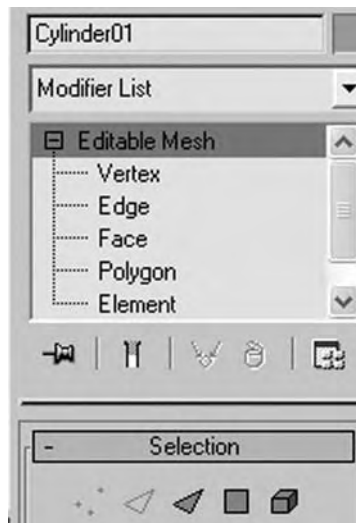 Cylinder01
Modifier List
Editable Mesh
Vertex
Edge
Face
Polygon
Element
- Selection